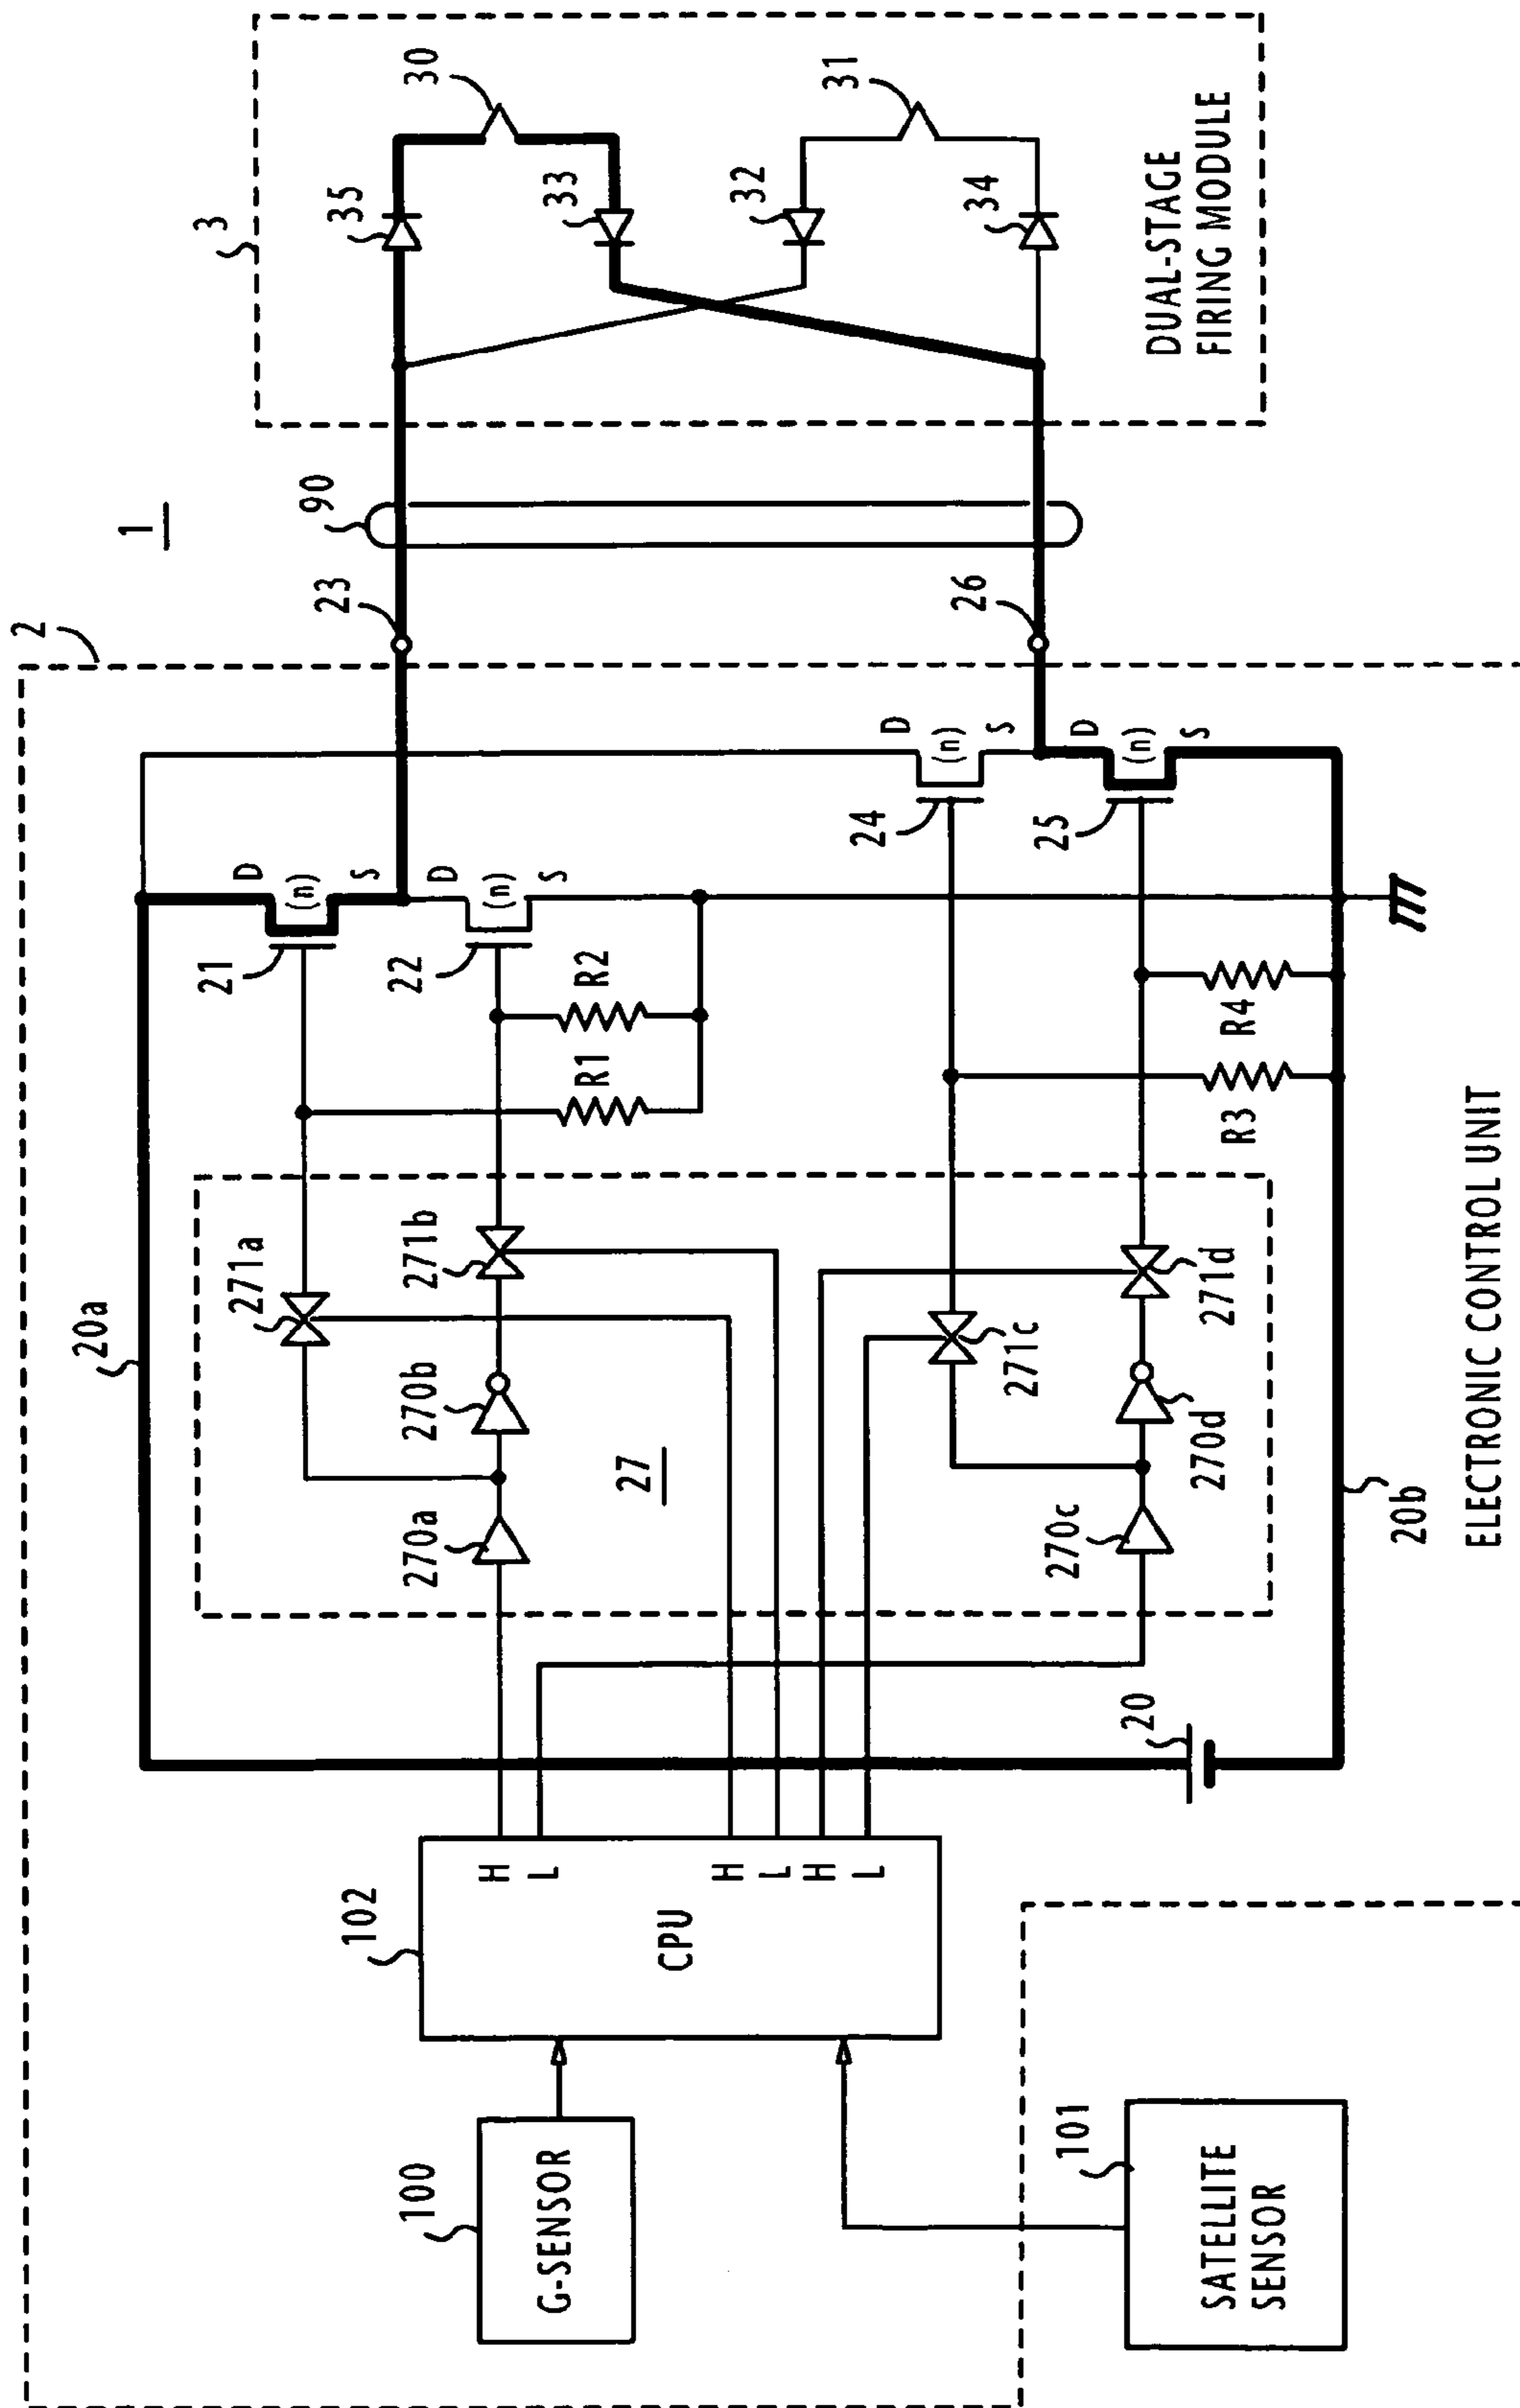 1
2
3
20a
20b
20
21
22
23
24
25
26
27
30
31
32
33
34
35
90
100
101
102
270a
270b
270c
270d
271a
271b
271c
271d
R1
R2
R3
R4
D
(n)
S
D
(n)
S
D
(n)
S
D
(n)
S
H
L
H
L
H
L
CPU
G-SENSOR
SATELLITE
SENSOR
DUAL-STAGE
FIRING MODULE
ELECTRONIC CONTROL UNIT